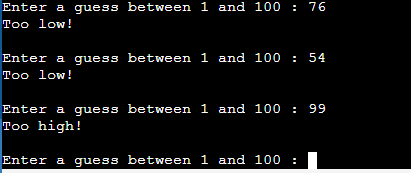 Enter a guess between 1 and 100 : 76
Too low!
Enter a guess between 1 and 100 : 54
Too low!
Enter a guess between 1 and 100 : 99
Too high!
Enter a guess between 1 and 100 :